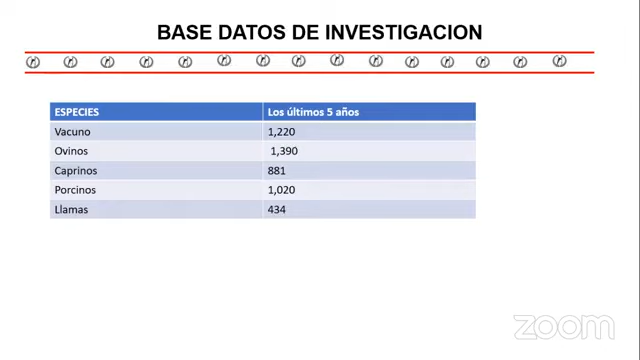 BASE DATOS DE INVESTIGACION
ESPECIES Los últimos 5 años
Vacuno 1,220
Ovinos 1,390
Caprinos 881
Porcinos 1,020
Llamas 434
zoom